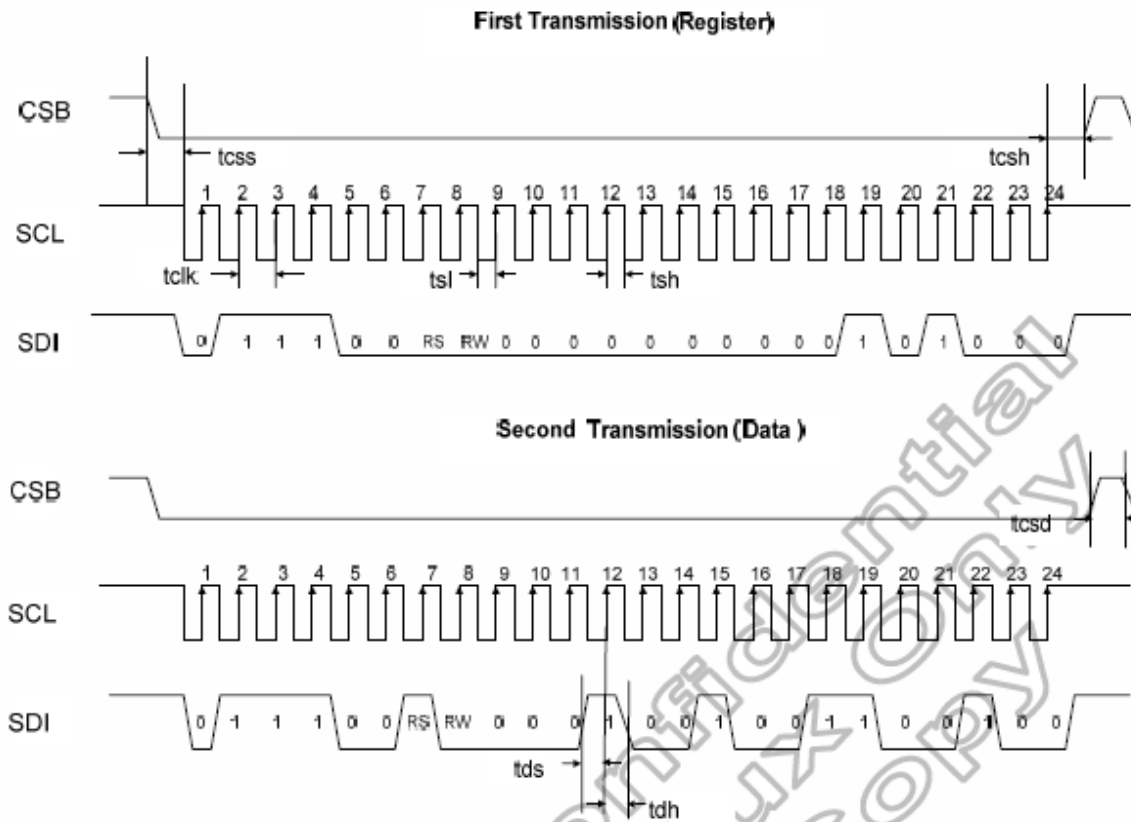 First Transmission (Register)
CSB
tcss
tcsh
1 2 3 4 5 6 7 8 9 10 11 12 13 14 15 16 17 18 19 20 21 22 23 24
SCL
tclk
tsl
tsh
SDI
0 1 1 1 0 0 RS RW 0 0 0 0 0 0 0 0 0 0 1 0 1 0 0 0
Second Transmission (Data )
CSB
tcsd
1 2 3 4 5 6 7 8 9 10 11 12 13 14 15 16 17 18 19 20 21 22 23 24
SCL
SDI
0 1 1 1 0 0 RS RW 0 0 0 1 0 0 1 0 0 1 1 0 0 1 0 0
tds
tdh
Only
Copy